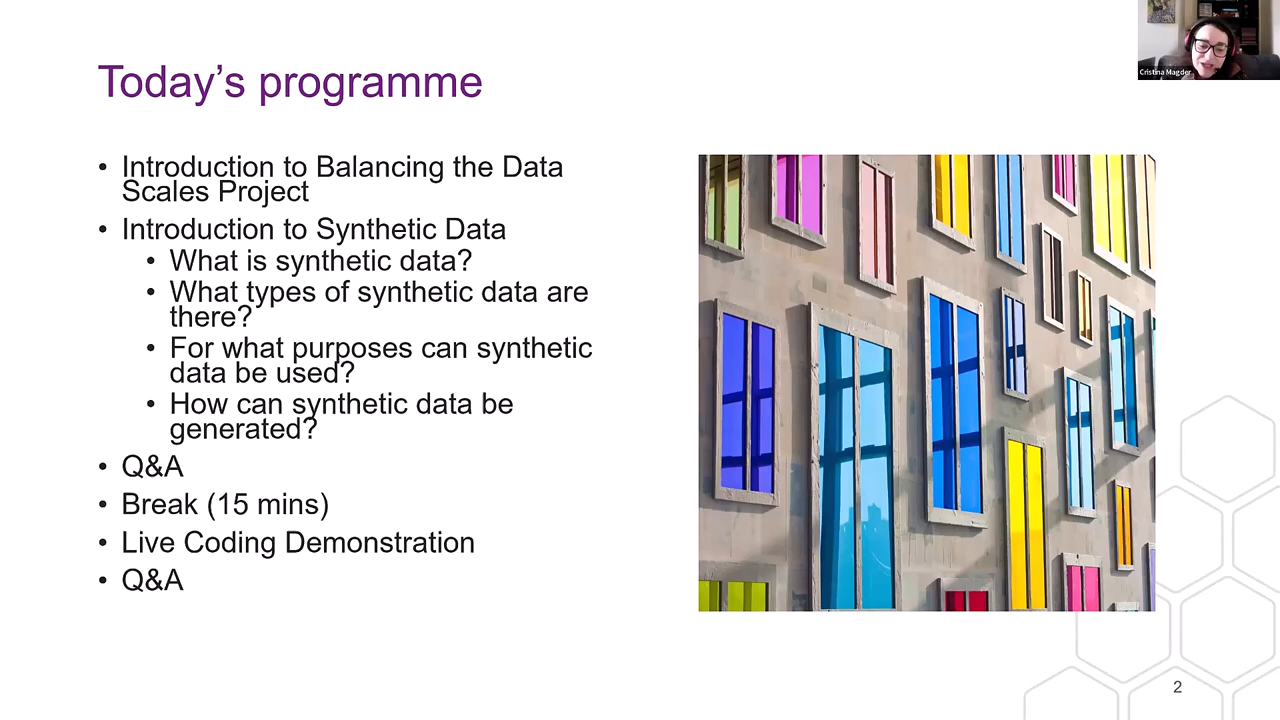 Cristina Magder
Today's programme
• Introduction to Balancing the Data
Scales Project
• Introduction to Synthetic Data
• What is synthetic data?
• What types of synthetic data are
there?
• For what purposes can synthetic
data be used?
• How can synthetic data be
generated?
• Q&A
• Break (15 mins)
• Live Coding Demonstration
• Q&A
2